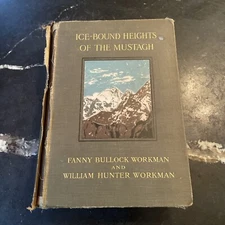 ICE-BOUND HEIGHTS
OF THE MUSTAGH
FANNY BULLOCK WORKMAN
AND
WILLIAM HUNTER WORKMAN